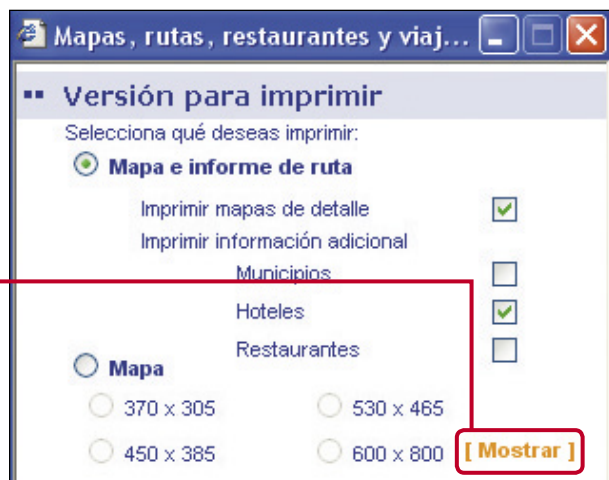 Mapas, rutas, restaurantes y viaj...
Versión para imprimir
Selecciona qué deseas imprimir:
Mapa e informe de ruta
Imprimir mapas de detalle
Imprimir información adicional
Municipios
Hoteles
Restaurantes
Mapa
370 x 305 530 x 465
450 x 385 600 x 800 [ Mostrar ]